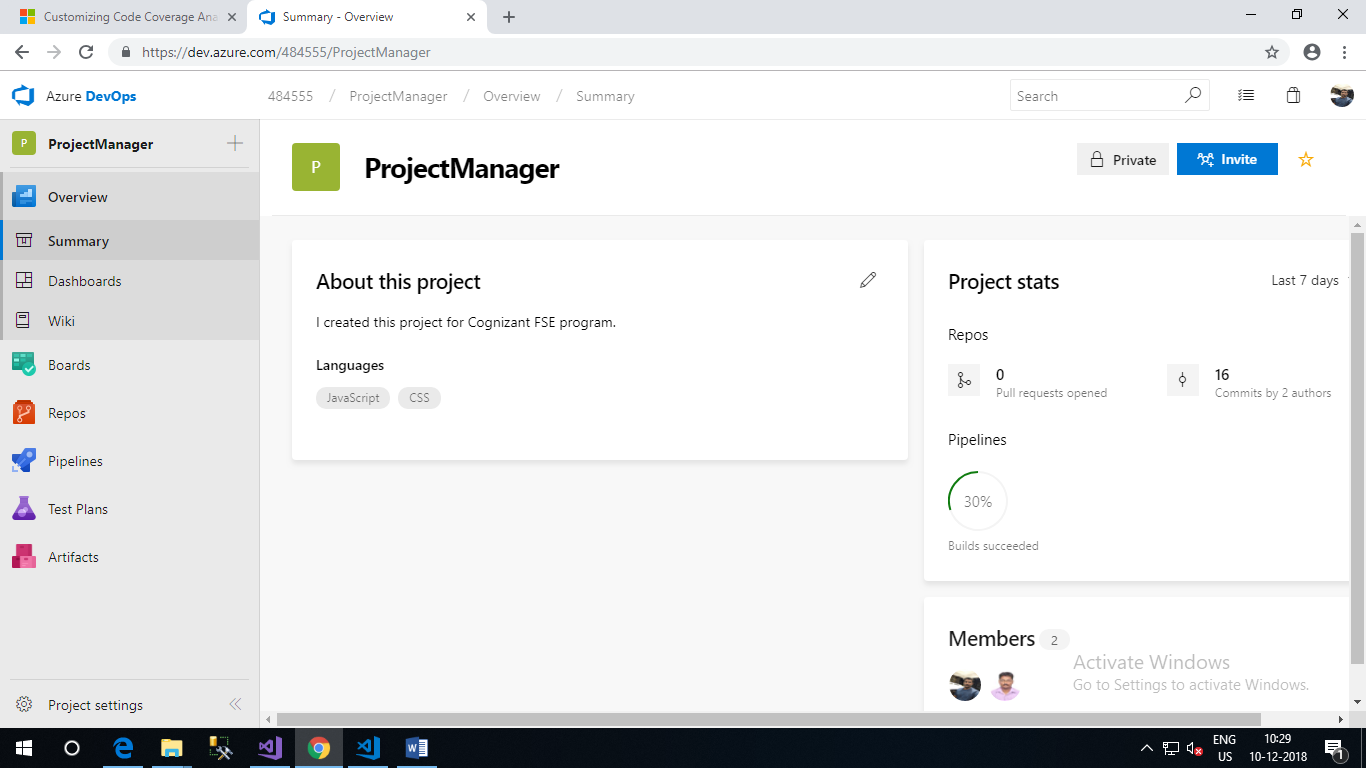 Customizing Code Coverage Ana
Summary - Overview
https://dev.azure.com/484555/ProjectManager
Azure DevOps
484555 / ProjectManager / Overview / Summary
Search
P
ProjectManager
Overview
Summary
Dashboards
Wiki
Boards
Repos
Pipelines
Test Plans
Artifacts
Project settings
P
ProjectManager
Private
Invite
About this project
I created this project for Cognizant FSE program.
Languages
JavaScript
CSS
Project stats
Last 7 days
Repos
0
Pull requests opened
16
Commits by 2 authors
Pipelines
30%
Builds succeeded
Members 2
Activate Windows
Go to Settings to activate Windows.
ENG
US
10:29
10-12-2018
1